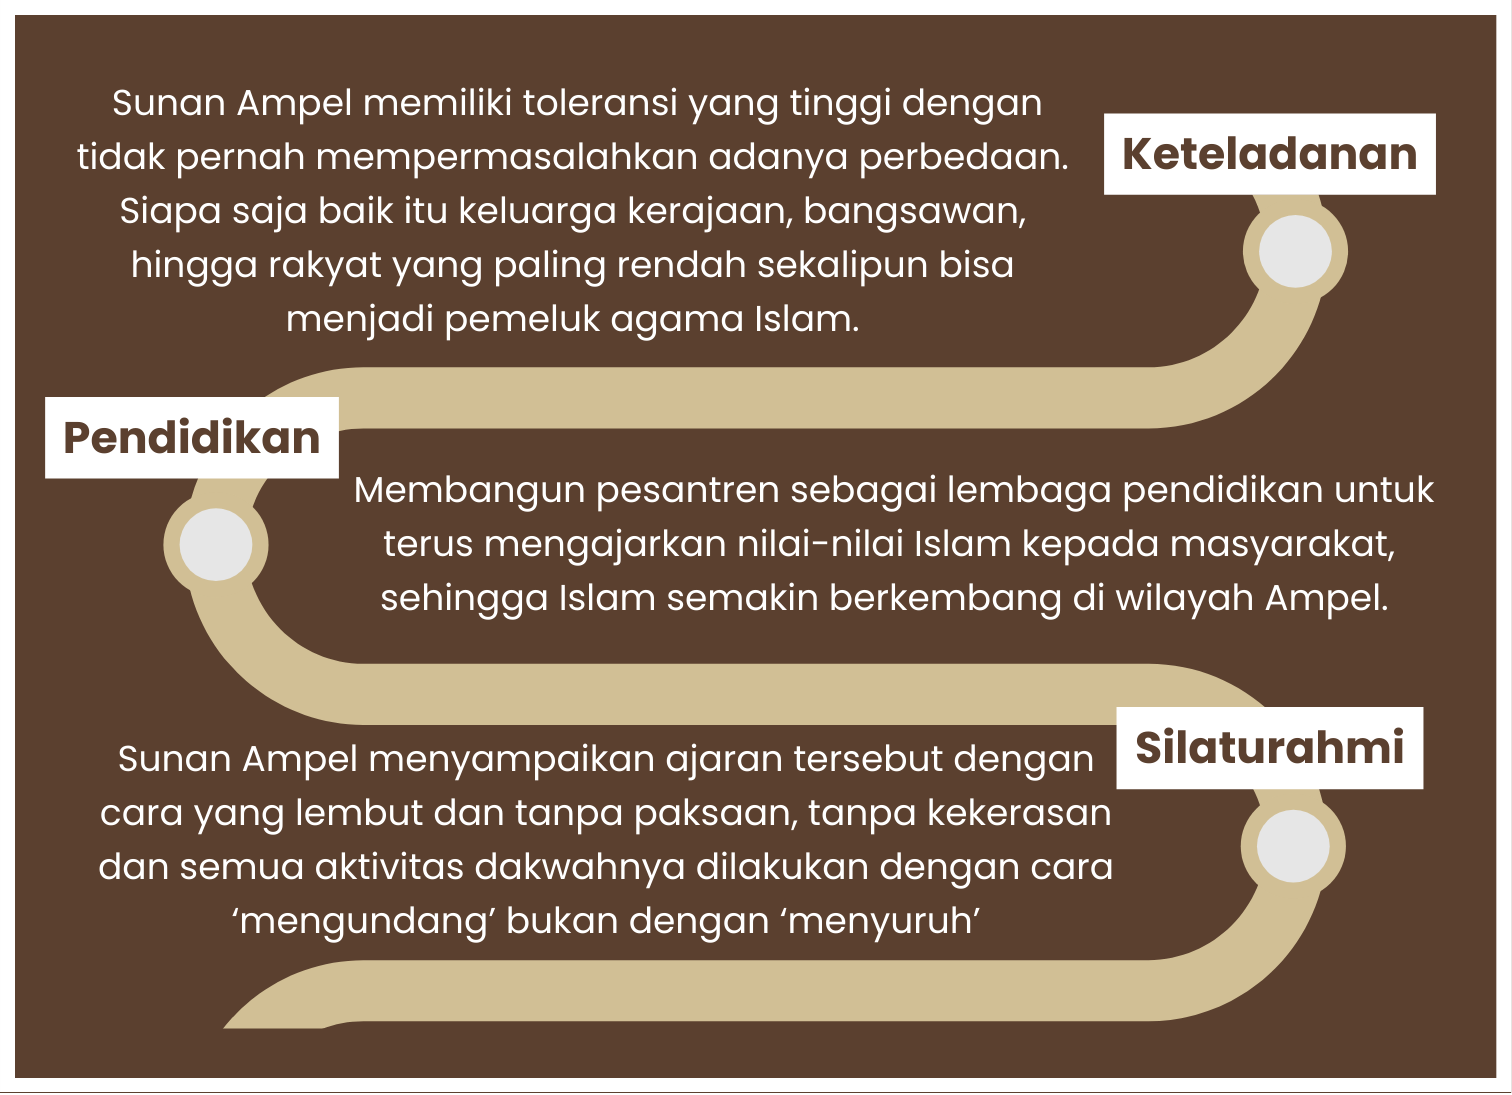 Sunan Ampel memiliki toleransi yang tinggi dengan
tidak pernah mempermasalahkan adanya perbedaan.
Siapa saja baik itu keluarga kerajaan, bangsawan,
hingga rakyat yang paling rendah sekalipun bisa
menjadi pemeluk agama Islam.
Keteladanan
Pendidikan
Membangun pesantren sebagai lembaga pendidikan untuk
terus mengajarkan nilai-nilai Islam kepada masyarakat,
sehingga Islam semakin berkembang di wilayah Ampel.
Silaturahmi
Sunan Ampel menyampaikan ajaran tersebut dengan
cara yang lembut dan tanpa paksaan, tanpa kekerasan
dan semua aktivitas dakwahnya dilakukan dengan cara
‘mengundang’ bukan dengan ‘menyuruh’